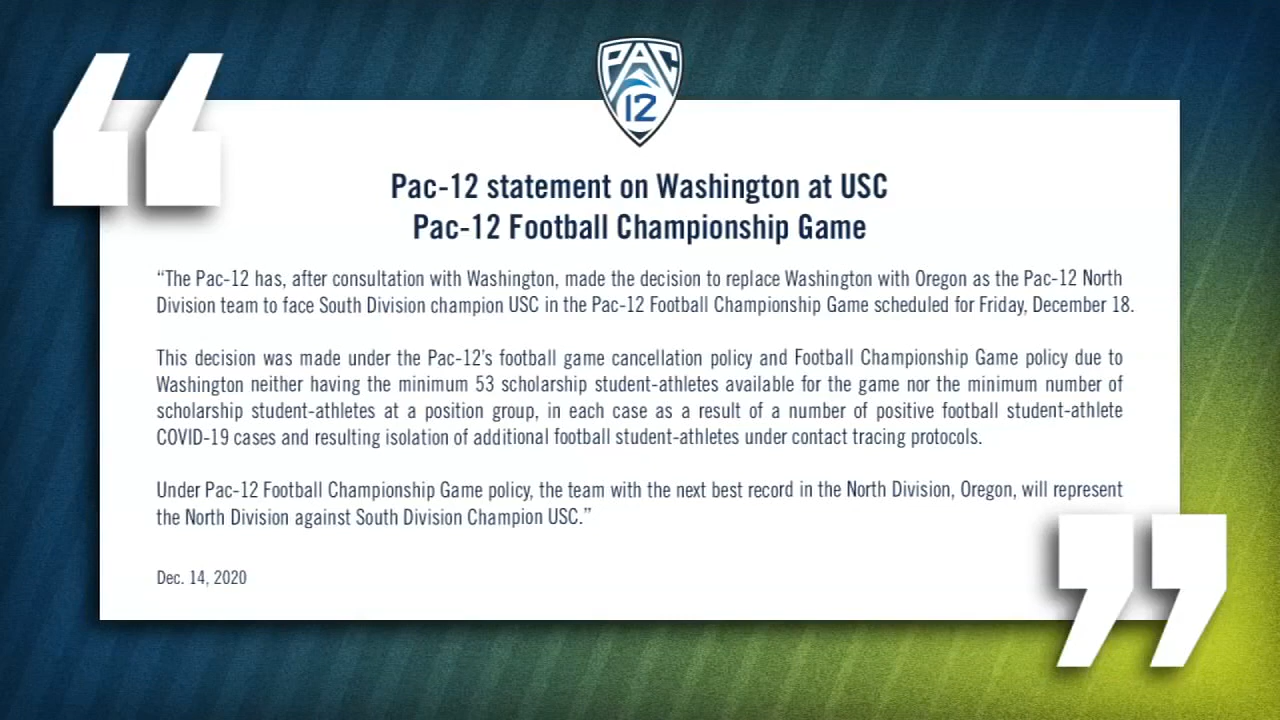 PAC
12
Pac-12 statement on Washington at USC
Pac-12 Football Championship Game
“The Pac-12 has, after consultation with Washington, made the decision to replace Washington with Oregon as the Pac-12 North
Division team to face South Division champion USC in the Pac-12 Football Championship Game scheduled for Friday, December 18.
This decision was made under the Pac-12’s football game cancellation policy and Football Championship Game policy due to
Washington neither having the minimum 53 scholarship student-athletes available for the game nor the minimum number of
scholarship student-athletes at a position group, in each case as a result of a number of positive football student-athlete
COVID-19 cases and resulting isolation of additional football student-athletes under contact tracing protocols.
Under Pac-12 Football Championship Game policy, the team with the next best record in the North Division, Oregon, will represent
the North Division against South Division Champion USC.”
Dec. 14, 2020